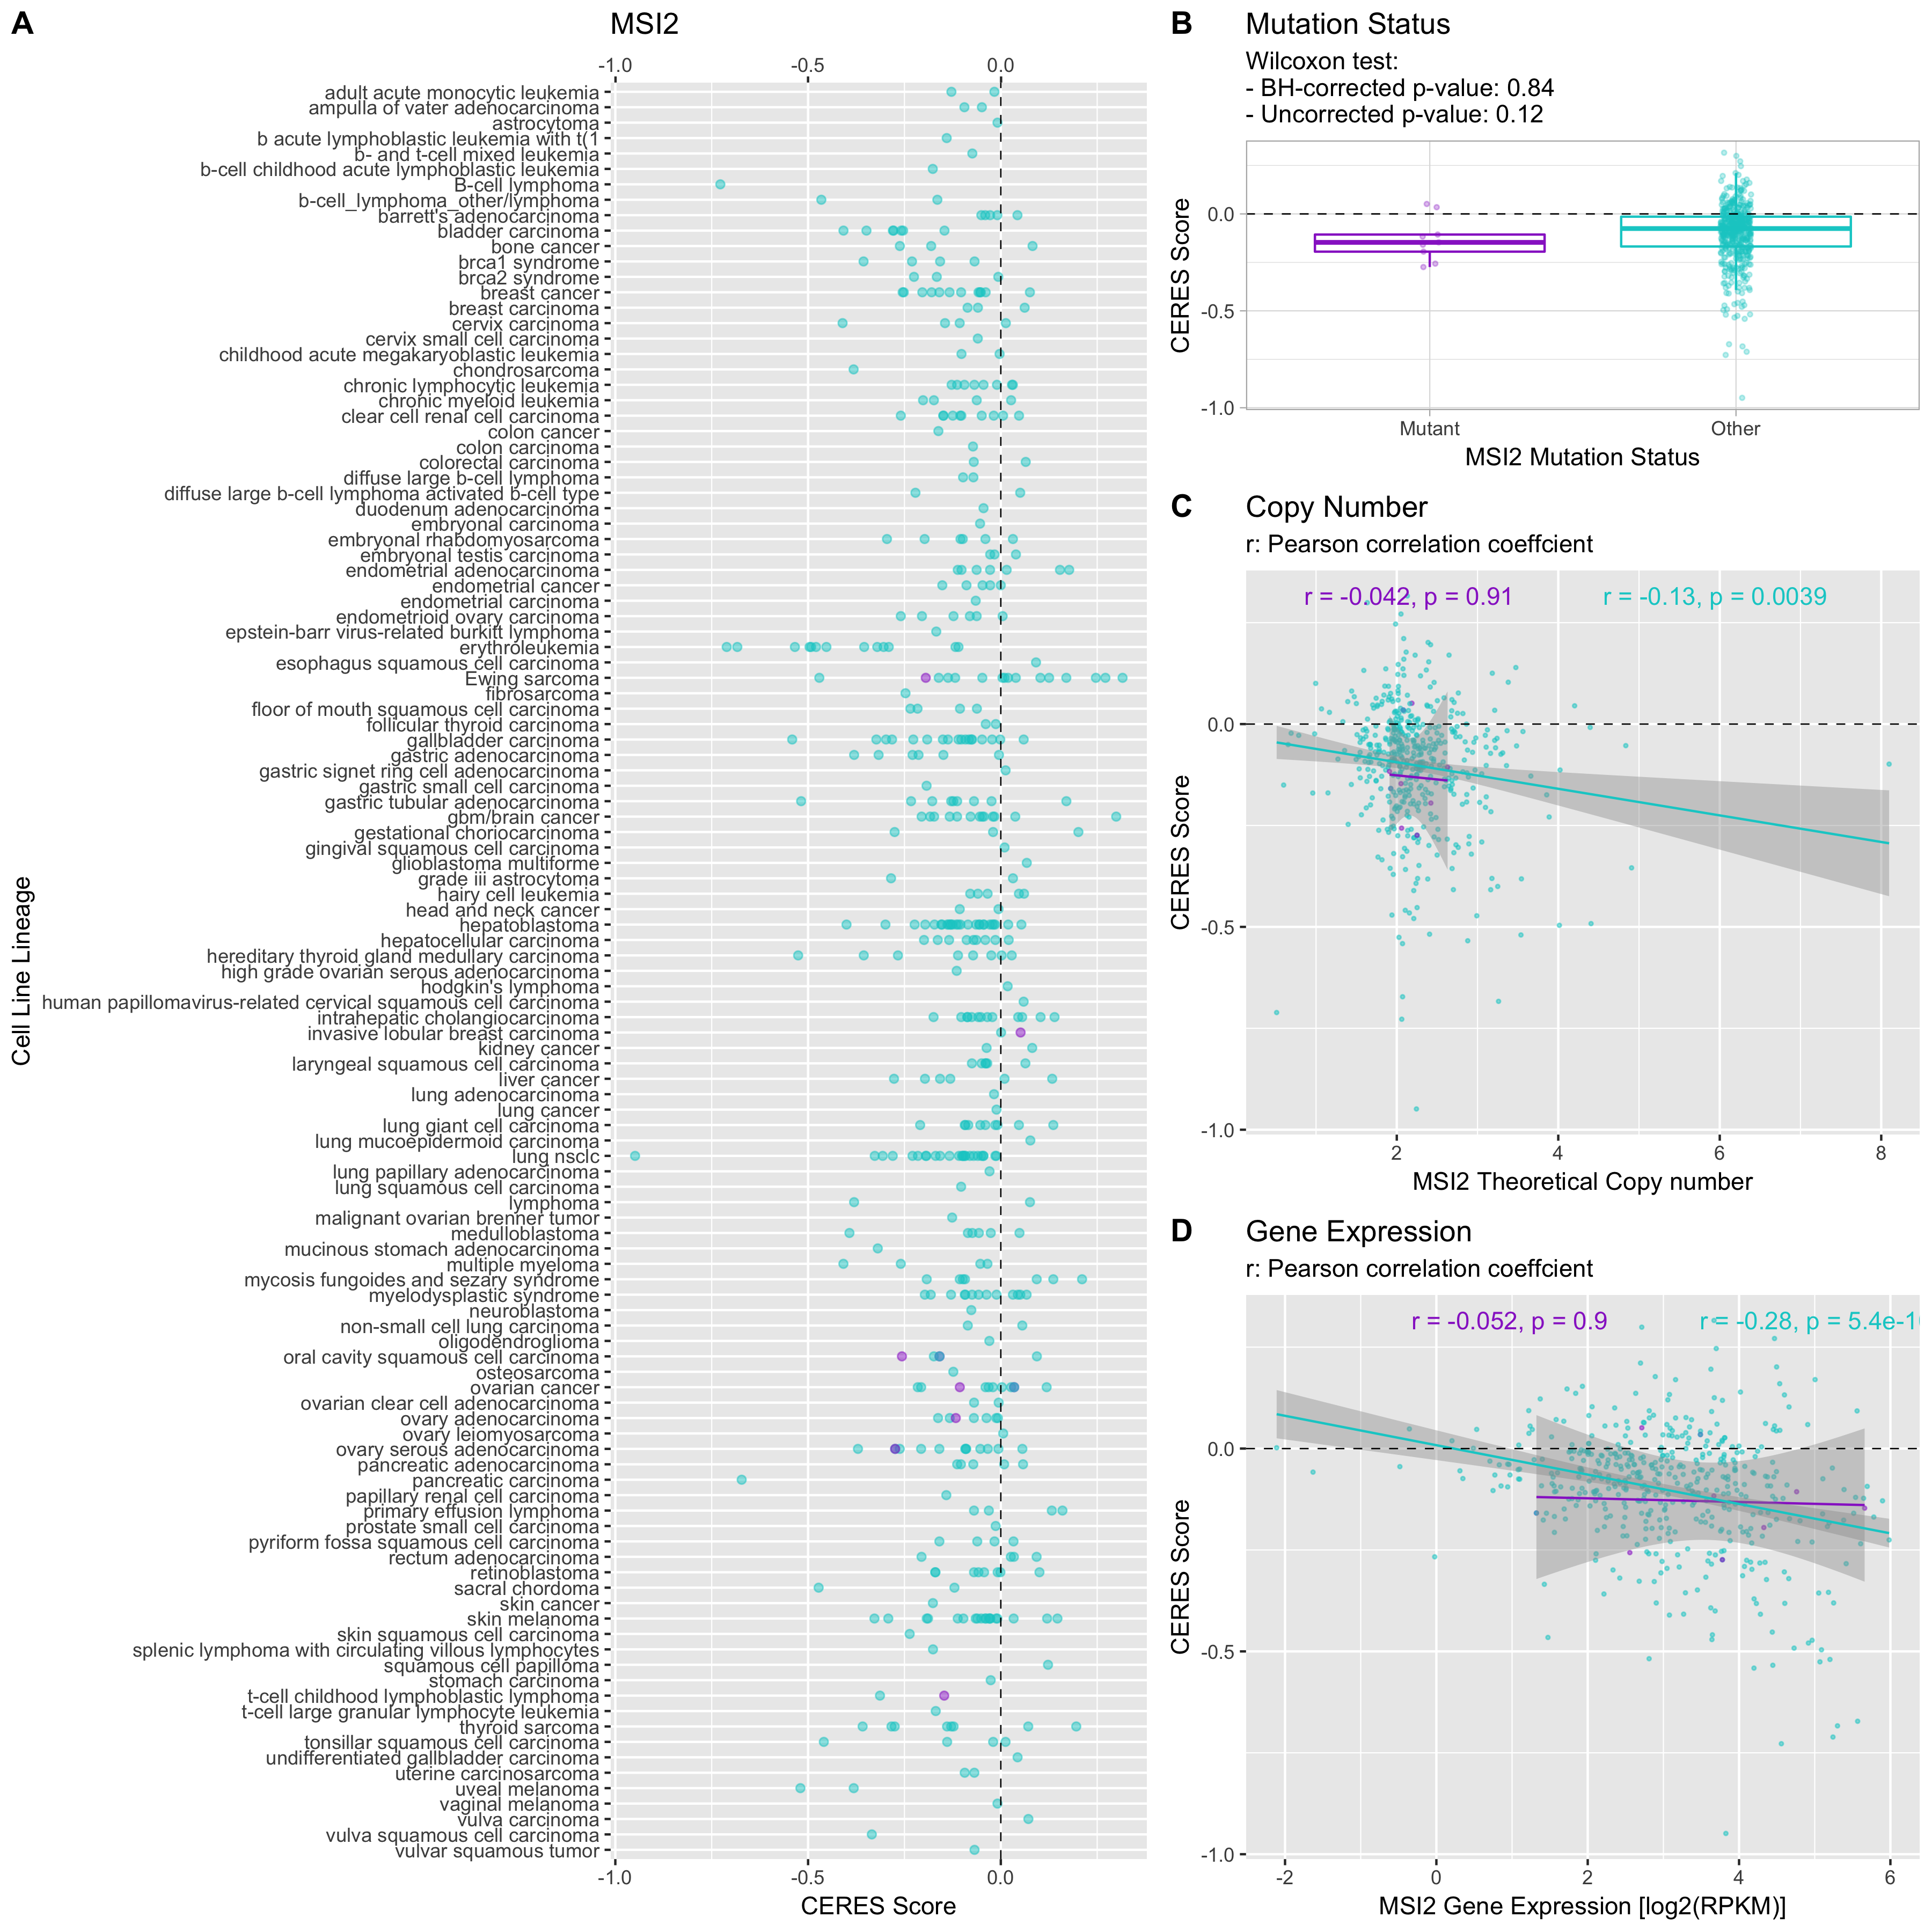 A
MSI2
-1.0
-0.5
0.0
adult acute monocytic leukemia
ampulla of vater adenocarcinoma
astrocytoma
b acute lymphoblastic leukemia with t(1
b- and t-cell mixed leukemia
b-cell childhood acute lymphoblastic leukemia
B-cell lymphoma
b-cell_lymphoma_other/lymphoma
barrett's adenocarcinoma
bladder carcinoma
bone cancer
brca1 syndrome
brca2 syndrome
breast cancer
breast carcinoma
cervix carcinoma
cervix small cell carcinoma
childhood acute megakaryoblastic leukemia
chondrosarcoma
chronic lymphocytic leukemia
chronic myeloid leukemia
clear cell renal cell carcinoma
colon cancer
colon carcinoma
colorectal carcinoma
diffuse large b-cell lymphoma
diffuse large b-cell lymphoma activated b-cell type
duodenum adenocarcinoma
embryonal carcinoma
embryonal rhabdomyosarcoma
embryonal testis carcinoma
endometrial adenocarcinoma
endometrial cancer
endometrial carcinoma
endometrioid ovary carcinoma
epstein-barr virus-related burkitt lymphoma
erythroleukemia
esophagus squamous cell carcinoma
Ewing sarcoma
fibrosarcoma
floor of mouth squamous cell carcinoma
follicular thyroid carcinoma
gallbladder carcinoma
gastric adenocarcinoma
gastric signet ring cell adenocarcinoma
gastric small cell carcinoma
gastric tubular adenocarcinoma
gbm/brain cancer
gestational choriocarcinoma
gingival squamous cell carcinoma
glioblastoma multiforme
grade iii astrocytoma
hairy cell leukemia
head and neck cancer
hepatoblastoma
hepatocellular carcinoma
hereditary thyroid gland medullary carcinoma
high grade ovarian serous adenocarcinoma
hodgkin's lymphoma
human papillomavirus-related cervical squamous cell carcinoma
intrahepatic cholangiocarcinoma
invasive lobular breast carcinoma
kidney cancer
laryngeal squamous cell carcinoma
liver cancer
lung adenocarcinoma
lung cancer
lung giant cell carcinoma
lung mucoepidermoid carcinoma
lung nsclc
lung papillary adenocarcinoma
lung squamous cell carcinoma
lymphoma
malignant ovarian brenner tumor
medulloblastoma
mucinous stomach adenocarcinoma
multiple myeloma
mycosis fungoides and sezary syndrome
myelodysplastic syndrome
neuroblastoma
non-small cell lung carcinoma
oligodendroglioma
oral cavity squamous cell carcinoma
osteosarcoma
ovarian cancer
ovarian clear cell adenocarcinoma
ovary adenocarcinoma
ovary leiomyosarcoma
ovary serous adenocarcinoma
pancreatic adenocarcinoma
pancreatic carcinoma
papillary renal cell carcinoma
primary effusion lymphoma
prostate small cell carcinoma
pyriform fossa squamous cell carcinoma
rectum adenocarcinoma
retinoblastoma
sacral chordoma
skin cancer
skin melanoma
skin squamous cell carcinoma
splenic lymphoma with circulating villous lymphocytes
squamous cell papilloma
stomach carcinoma
t-cell childhood lymphoblastic lymphoma
t-cell large granular lymphocyte leukemia
thyroid sarcoma
tonsillar squamous cell carcinoma
undifferentiated gallbladder carcinoma
uterine carcinosarcoma
uveal melanoma
vaginal melanoma
vulva carcinoma
vulva squamous cell carcinoma
vulvar squamous tumor
Cell Line Lineage
-1.0
-0.5
0.0
CERES Score
B
Mutation Status
Wilcoxon test:
- BH-corrected p-value: 0.84
- Uncorrected p-value: 0.12
CERES Score
0.0
-0.5
-1.0
Mutant
Other
MSI2 Mutation Status
C
Copy Number
r: Pearson correlation coeffcient
r = -0.042, p = 0.91
r = -0.13, p = 0.0039
CERES Score
0.0
-0.5
-1.0
2
4
6
8
MSI2 Theoretical Copy number
D
Gene Expression
r: Pearson correlation coeffcient
r = -0.052, p = 0.9
r = -0.28, p = 5.4e-1
CERES Score
0.0
-0.5
-1.0
-2
0
2
4
6
MSI2 Gene Expression [log2(RPKM)]